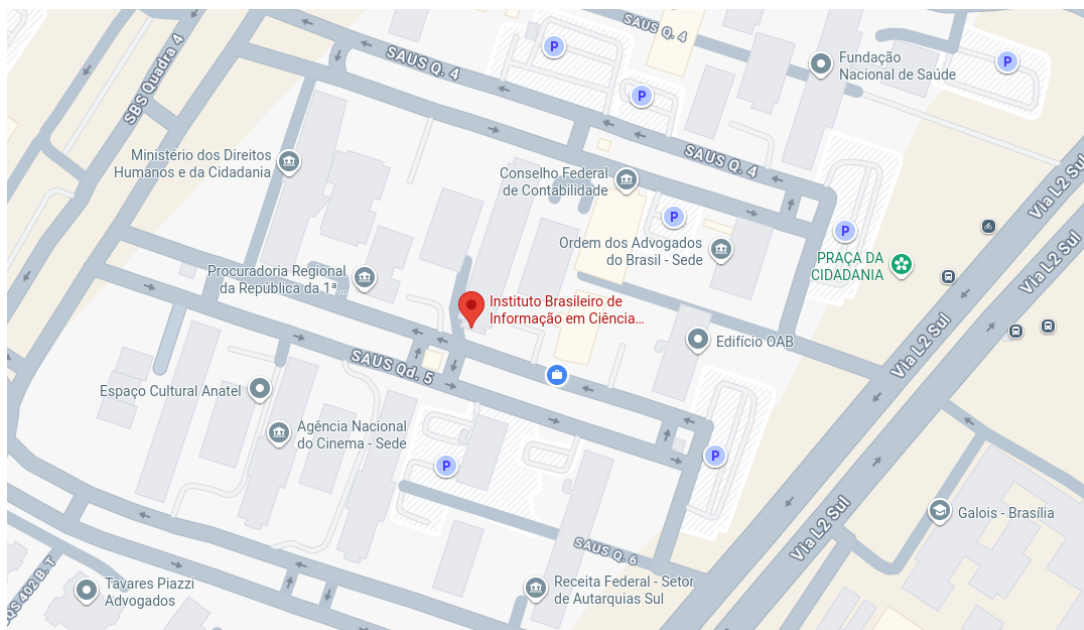 SAUS Q. 4
SBS Quadra 4
SAUS Q. 4
P
P
P
Fundação
Nacional de Saúde
Ministério dos Direitos
Humanos e da Cidadania
SAUS Q. 4
Conselho Federal
de Contabilidade
Via L2 Sul
P
P
Ordem dos Advogados
do Brasil - Sede
PRAÇA DA
CIDADANIA
Via L2 Sul
Procuradoria Regional
da República da 1ª...
Instituto Brasileiro de
Informação em Ciência...
Edifício OAB
Via L2 Sul
SAUS Qd. 5
Espaço Cultural Anatel
Agência Nacional
do Cinema - Sede
P
P
Galois - Brasília
Via L2 Sul
SAUS Q. 6
Receita Federal - Setor
de Autarquias Sul
Tavares Piazzi
Advogados
QS 402 B. T